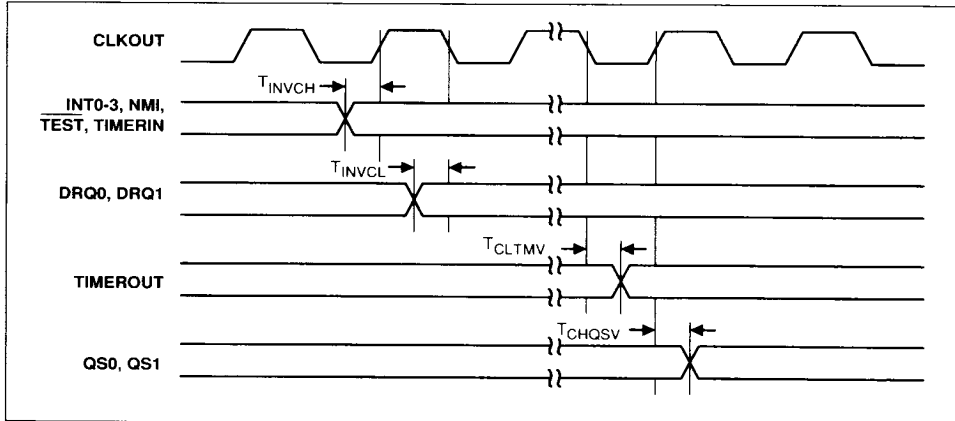 CLKOUT
TINVCH
INT0-3, NMI,
TEST, TIMERIN
TINVCL
DRQ0, DRQ1
TCLTMV
TIMEROUT
TCHQSV
QS0, QS1